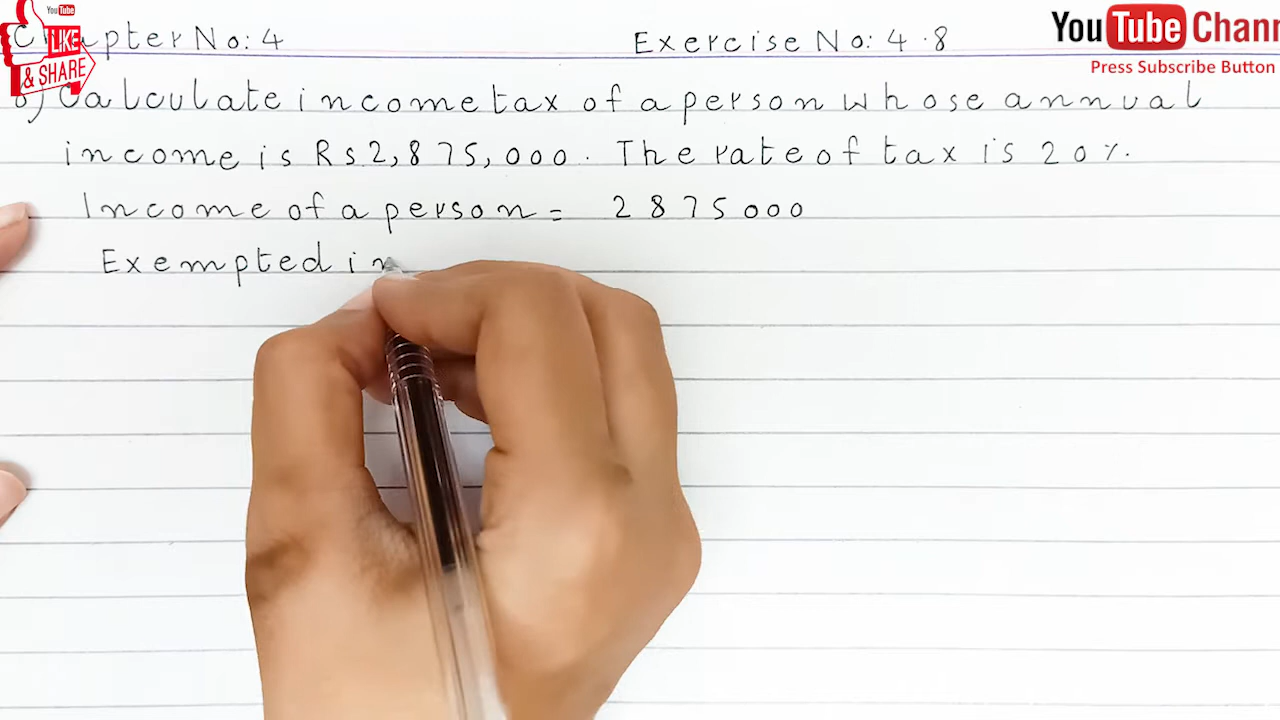 YouTube
LIKE
& SHARE
Chapter No: 4
Exercise No: 4.8
YouTube Chann
Press Subscribe Button
8) Calculate income tax of a person whose annual
income is Rs.2,875,000. The rate of tax is 20%.
Income of a person = 2875000
Exempted in